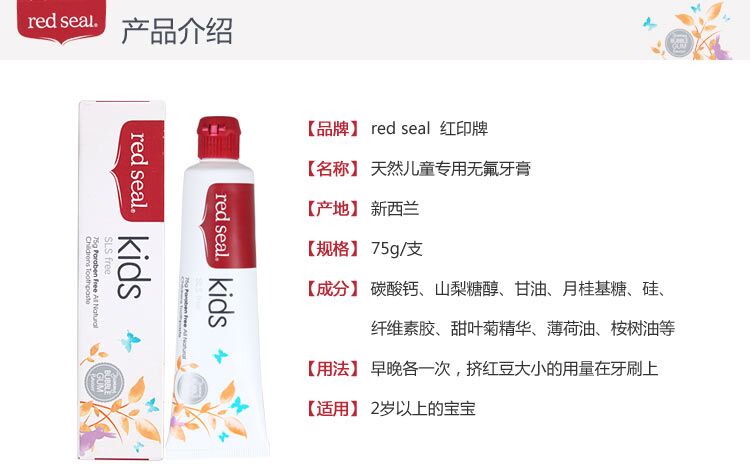 red seal®
产品介绍
BUBBLE
GUM
red seal®
kids
SLS free
75g Paraben Free All Natural
Childrens Toothpaste
BUBBLE
GUM
red seal®
kids
SLS free
75g Paraben Free All Natural
Childrens Toothpaste
【品牌】 red seal 红印牌
【名称】 天然儿童专用无氟牙膏
【产地】 新西兰
【规格】 75g/支
【成分】 碳酸钙、山梨糖醇、甘油、月桂基糖、硅、
纤维素胶、甜叶菊精华、薄荷油、桉树油等
【用法】 早晚各一次，挤红豆大小的用量在牙刷上
【适用】 2岁以上的宝宝